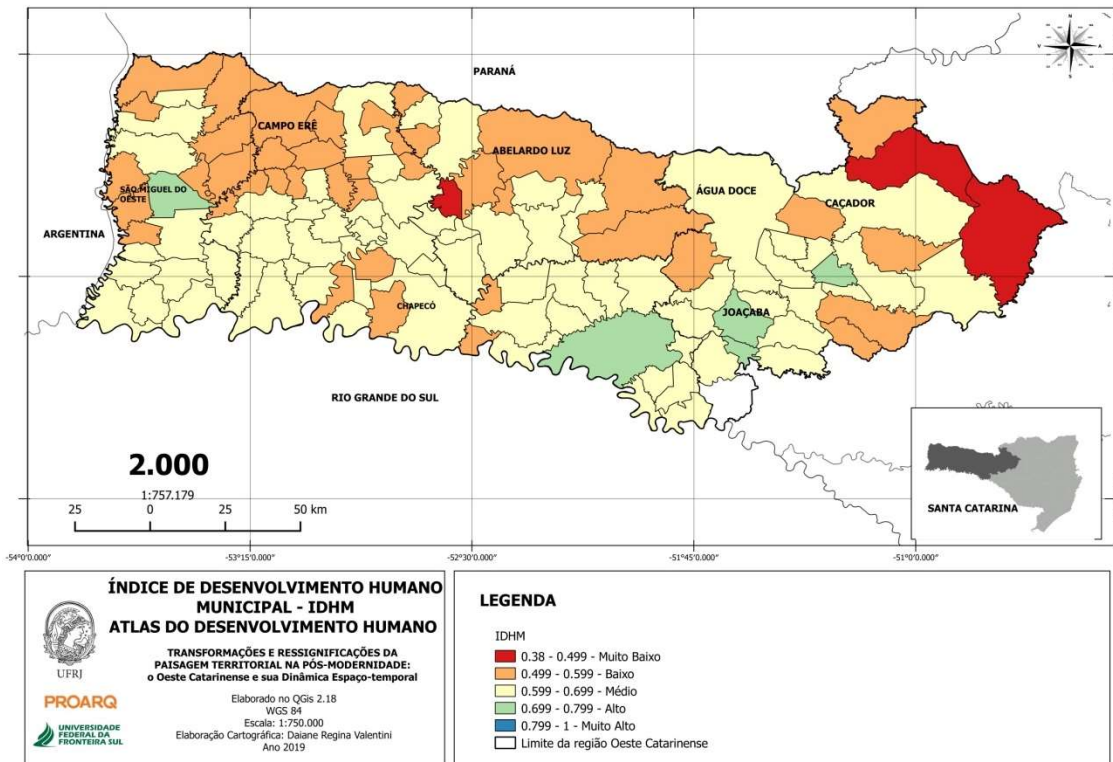 PARANÁ
CAMPO ERÊ
ABELARDO LUZ
SÃO MIGUEL DO
OESTE
ÁGUA DOCE
CAÇADOR
ARGENTINA
CHAPECÓ
JOAÇABA
RIO GRANDE DO SUL
N
V
A
S
2.000
1:757.179
25 0 25 50 km
SANTA CATARINA
-54°0'0.000"
-53°15'0.000"
-52°30'0.000"
-51°45'0.000"
-51°0'0.000"
UFRJ
PROARQ
UNIVERSIDADE
FEDERAL DA
FRONTEIRA SUL
ÍNDICE DE DESENVOLVIMENTO HUMANO
MUNICIPAL - IDHM
ATLAS DO DESENVOLVIMENTO HUMANO
TRANSFORMAÇÕES E RESSIGNIFICAÇÕES DA
PAISAGEM TERRITORIAL NA PÓS-MODERNIDADE:
o Oeste Catarinense e sua Dinâmica Espaço-temporal
Elaborado no QGis 2.18
WGS 84
Escala: 1:750.000
Elaboração Cartográfica: Daiane Regina Valentini
Ano 2019
LEGENDA
IDHM
0.38 - 0.499 - Muito Baixo
0.499 - 0.599 - Baixo
0.599 - 0.699 - Médio
0.699 - 0.799 - Alto
0.799 - 1 - Muito Alto
Limite da região Oeste Catarinense